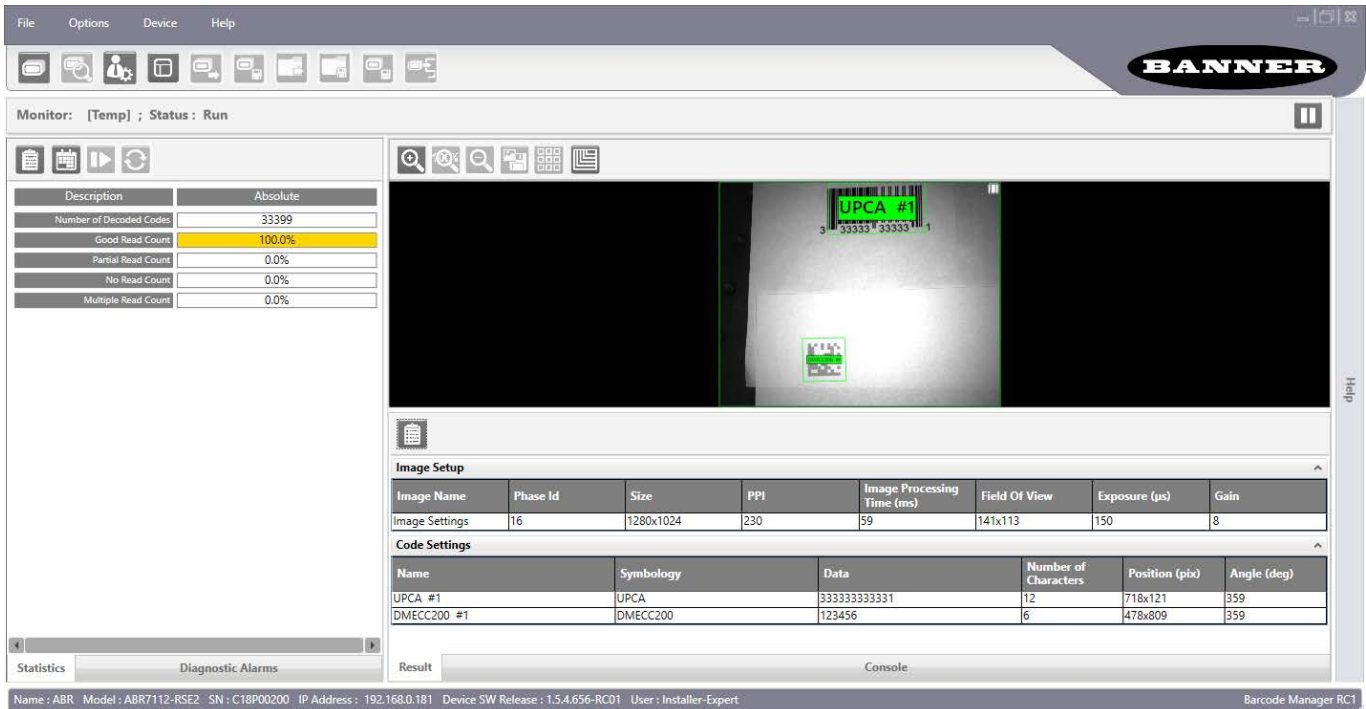 File Options Device Help
BANNER
Monitor: [Temp] ; Status : Run
Description Absolute
Number of Decoded Codes 33399
Good Read Count 100.0%
Partial Read Count 0.0%
No Read Count 0.0%
Multiple Read Count 0.0%
UPCA #1
3 33333 33333 1
DMECC200 #1
Help
Image Setup
Image Name Phase Id Size PPI Image Processing Time (ms) Field Of View Exposure (µs) Gain
Image Settings 16 1280x1024 230 59 141x113 150 8
Code Settings
Name Symbology Data Number of Characters Position (pix) Angle (deg)
UPCA #1 UPCA 333333333331 12 718x121 359
DMECC200 #1 DMECC200 123456 6 478x809 359
Statistics Diagnostic Alarms Result Console
Name : ABR Model : ABR7112-RSE2 SN : C18P00200 IP Address : 192.168.0.181 Device SW Release : 1.5.4.656-RC01 User : Installer-Expert Barcode Manager RC1